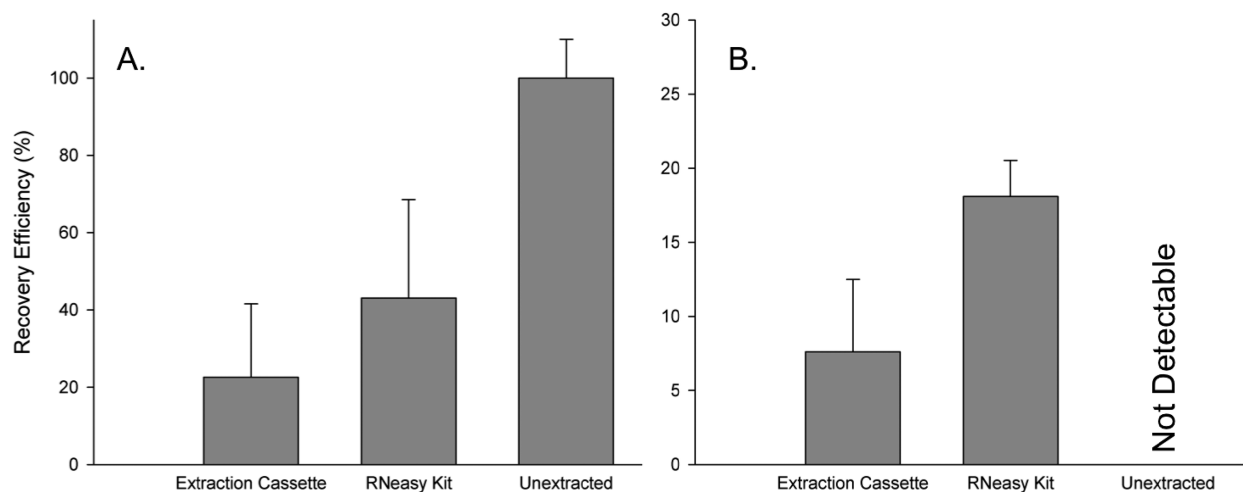 A.
Recovery Efficiency (%)
100
80
60
40
20
0
Extraction Cassette
RNeasy Kit
Unextracted
B.
30
25
20
15
10
5
0
Not Detectable
Extraction Cassette
RNeasy Kit
Unextracted